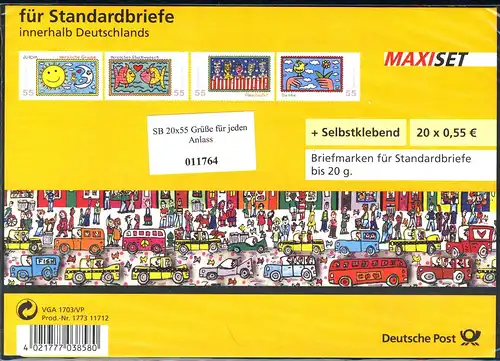 für Standardbriefe
innerhalb Deutschlands
MAXISET
55
55
55
55
SB 20x55 Grüße für jeden
Anlass
011764
+ Selbstklebend
20 x 0,55 €
Briefmarken für Standardbriefe
bis 20 g.
VGA 1703/VP
Prod.-Nr. 1773 11712
4 021777 038580
Deutsche Post